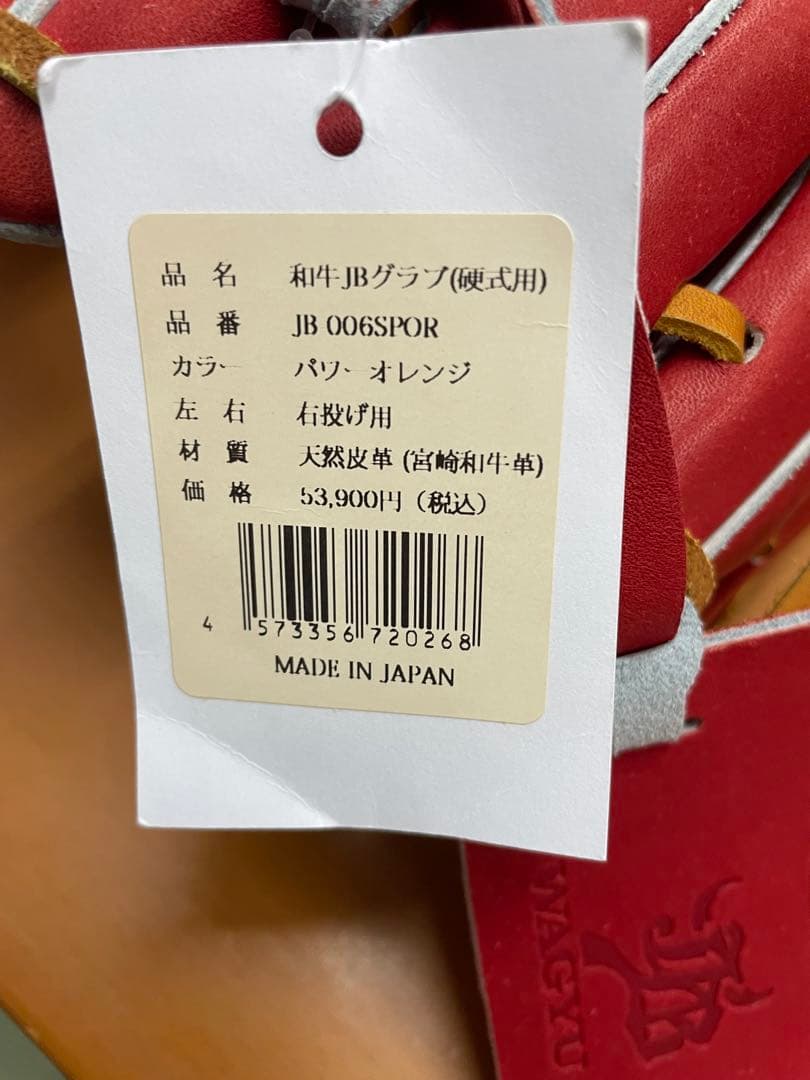 品名 和牛JBグラブ(硬式用)
品番 JB 006SPOR
カラー パワーオレンジ
左右 右投げ用
材質 天然皮革 (宮崎和牛革)
価格 53,900円（税込）
4 573356 720268
MADE IN JAPAN
JB
WAGYU